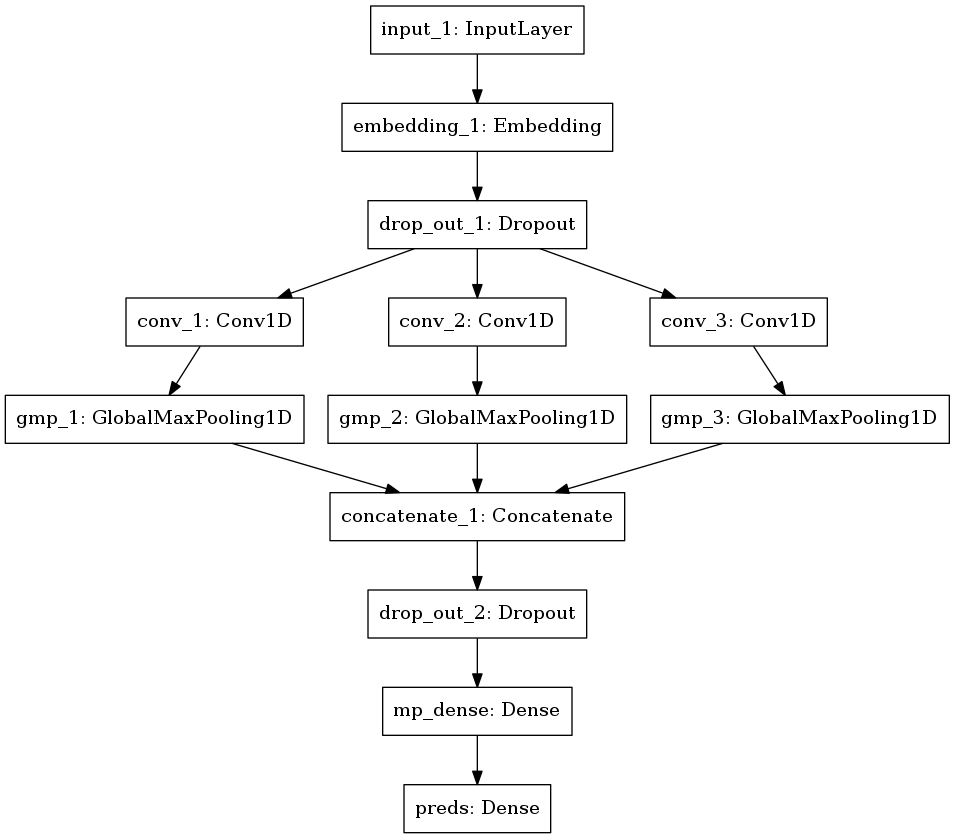 input_1: InputLayer
embedding_1: Embedding
drop_out_1: Dropout
conv_1: Conv1D
conv_2: Conv1D
conv_3: Conv1D
gmp_1: GlobalMaxPooling1D
gmp_2: GlobalMaxPooling1D
gmp_3: GlobalMaxPooling1D
concatenate_1: Concatenate
drop_out_2: Dropout
mp_dense: Dense
preds: Dense